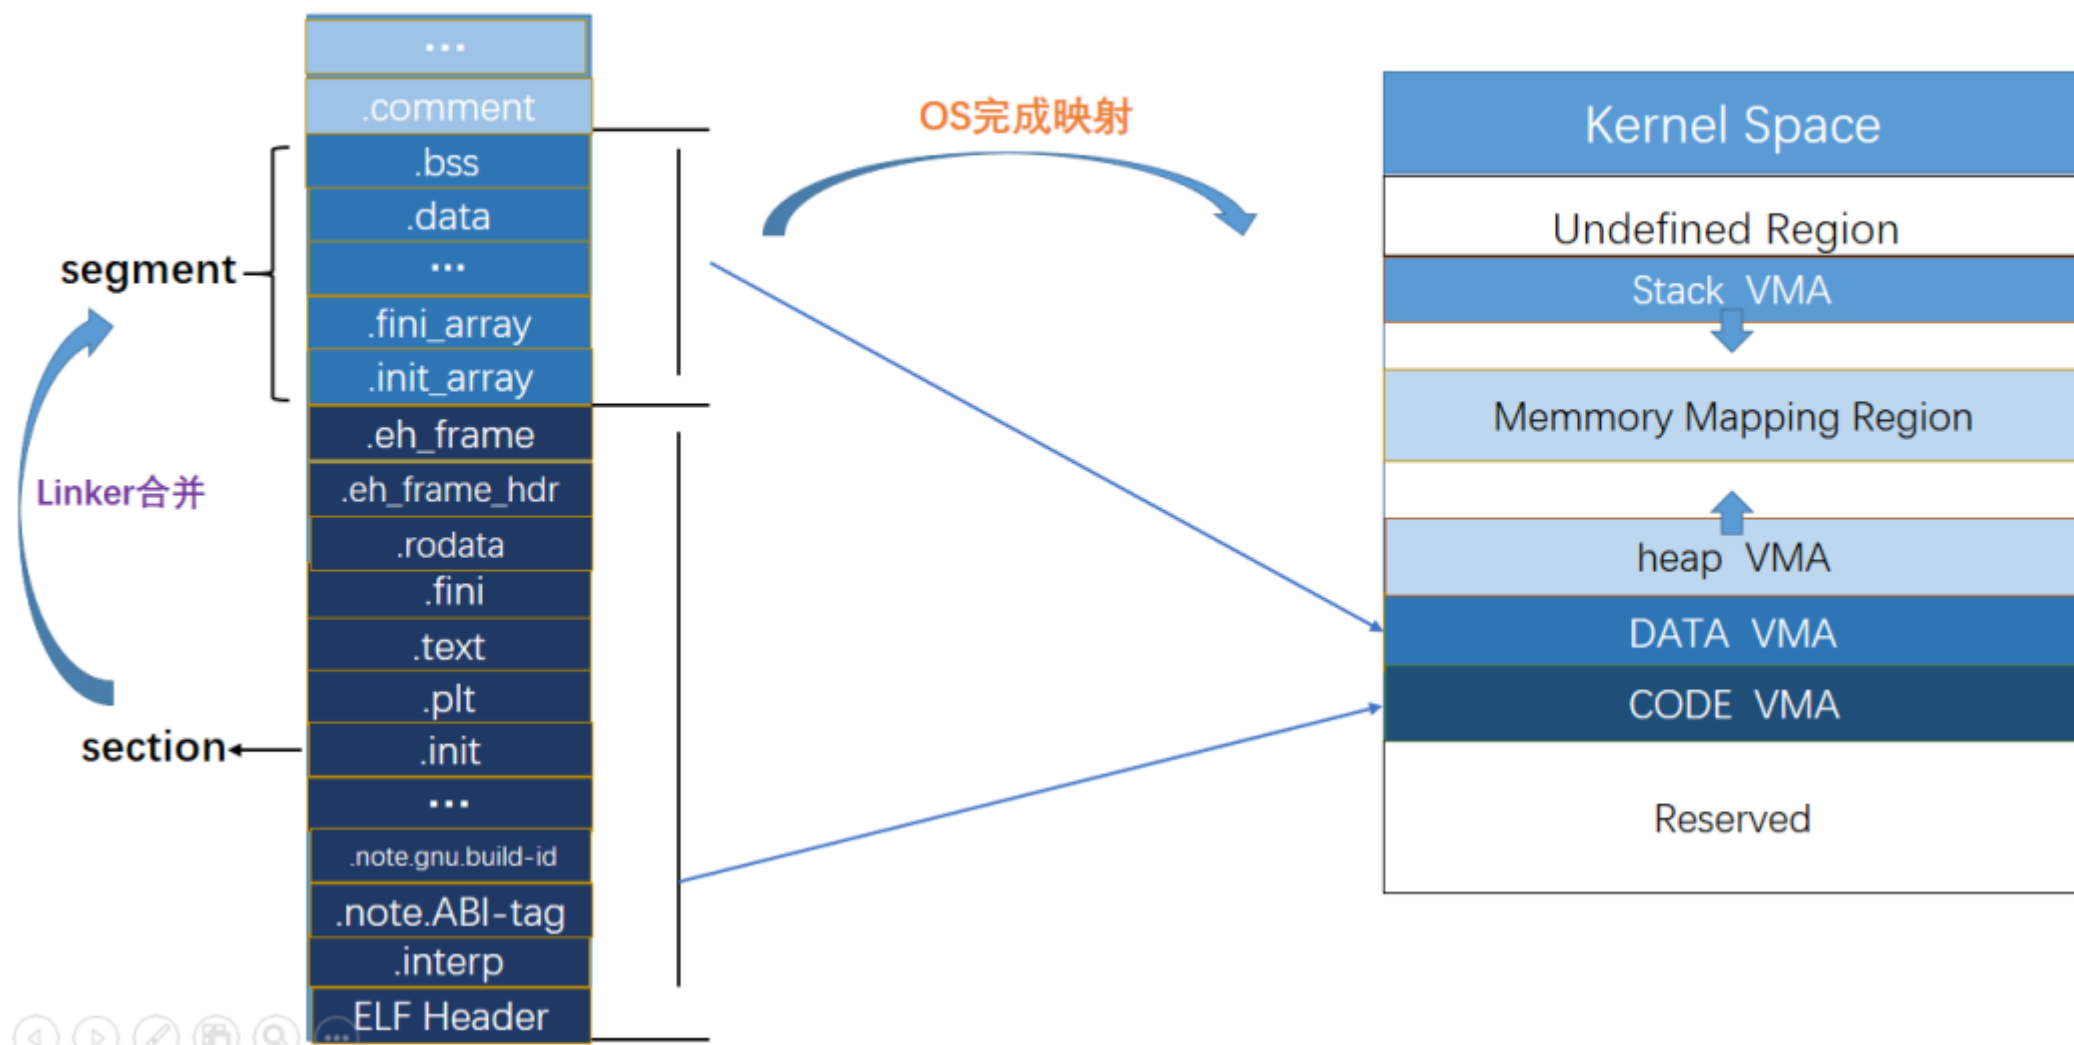 ...
.comment
.bss
.data
...
.fini_array
.init_array
.eh_frame
.eh_frame_hdr
.rodata
.fini
.text
.plt
.init
...
.note.gnu.build-id
.note.ABI-tag
.interp
ELF Header
segment
Linker合并
section
OS完成映射
Kernel Space
Undefined Region
Stack VMA
Memmory Mapping Region
heap VMA
DATA VMA
CODE VMA
Reserved